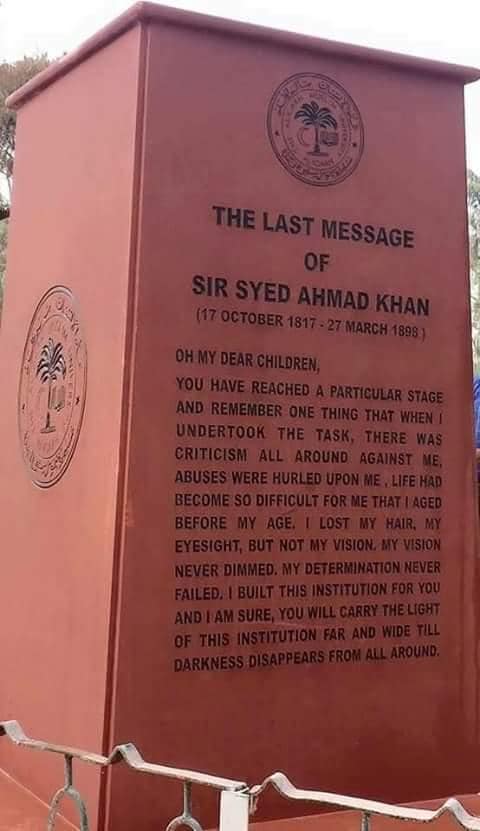 THE LAST MESSAGE
OF
SIR SYED AHMAD KHAN
(17 OCTOBER 1817 - 27 MARCH 1898)
OH MY DEAR CHILDREN,
YOU HAVE REACHED A PARTICULAR STAGE
AND REMEMBER ONE THING THAT WHEN I
UNDERTOOK THE TASK, THERE WAS
CRITICISM ALL AROUND AGAINST ME,
ABUSES WERE HURLED UPON ME , LIFE HAD
BECOME SO DIFFICULT FOR ME THAT I AGED
BEFORE MY AGE. I LOST MY HAIR, MY
EYESIGHT, BUT NOT MY VISION. MY VISION
NEVER DIMMED. MY DETERMINATION NEVER
FAILED. I BUILT THIS INSTITUTION FOR YOU
AND I AM SURE, YOU WILL CARRY THE LIGHT
OF THIS INSTITUTION FAR AND WIDE TILL
DARKNESS DISAPPEARS FROM ALL AROUND.